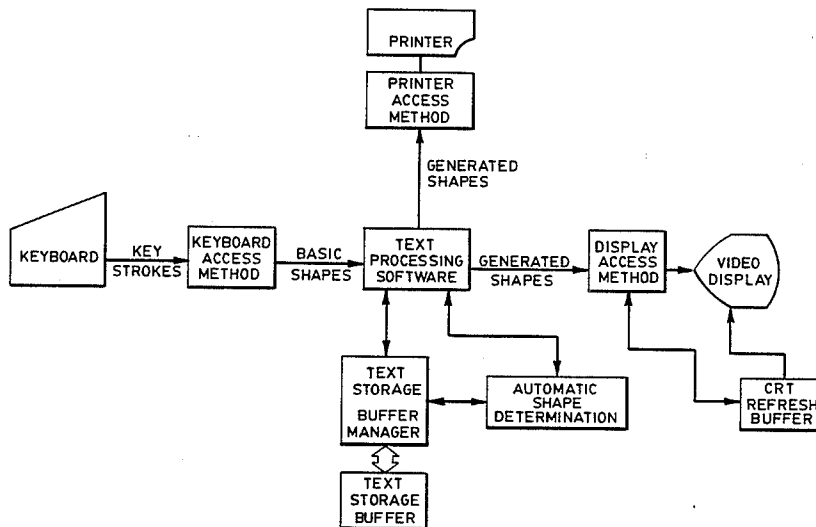 PRINTER
PRINTER
ACCESS
METHOD
GENERATED
SHAPES
KEYBOARD
KEY
STROKES
KEYBOARD
ACCESS
METHOD
BASIC
SHAPES
TEXT
PROCESSING
SOFTWARE
GENERATED
SHAPES
DISPLAY
ACCESS
METHOD
VIDEO
DISPLAY
TEXT
STORAGE
BUFFER
MANAGER
AUTOMATIC
SHAPE
DETERMINATION
CRT
REFRESH
BUFFER
TEXT
STORAGE
BUFFER